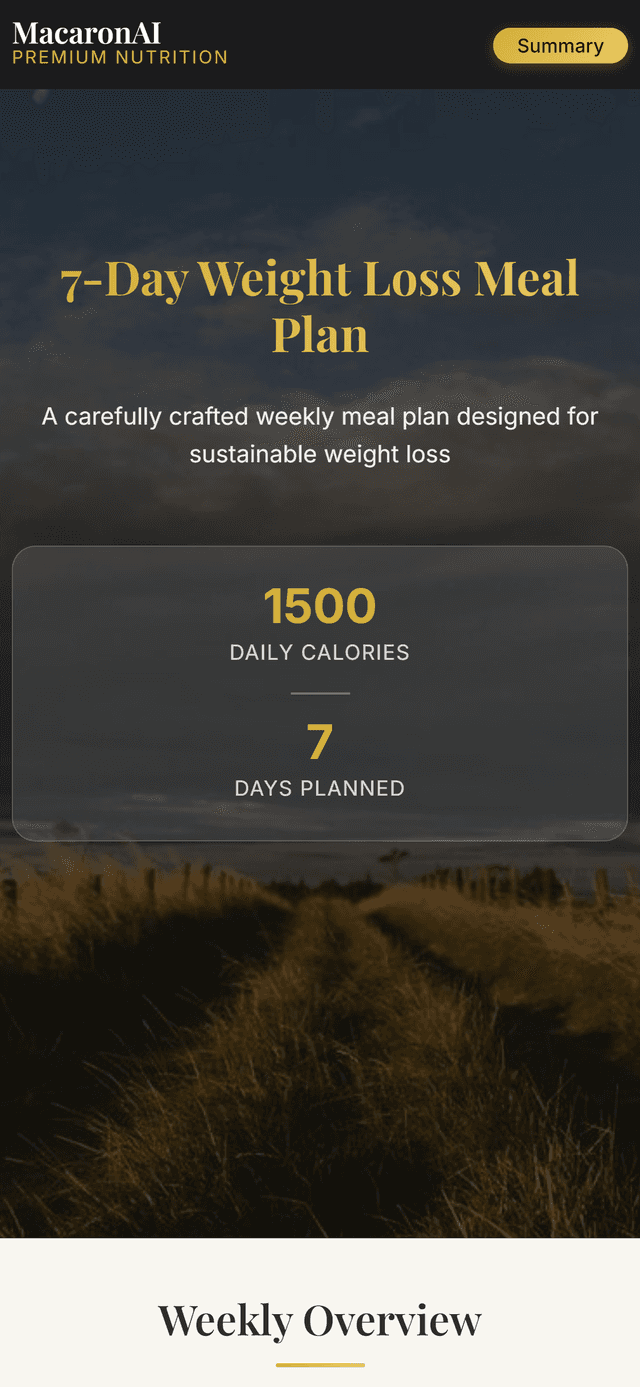 MacaronAI
PREMIUM NUTRITION
Summary
7-Day Weight Loss Meal
Plan
A carefully crafted weekly meal plan designed for
sustainable weight loss
1500
DAILY CALORIES
7
DAYS PLANNED
Weekly Overview